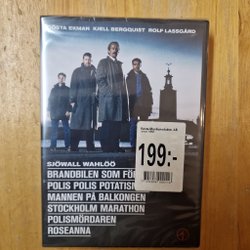 GÖSTA EKMAN KJELL BERGQVIST ROLF LASSGÅRD
199:-
SJÖWALL WAHLÖÖ
BRANDBILEN SOM FÖR
POLIS POLIS POTATISM
MANNEN PÅ BALKONGEN
STOCKHOLM MARATHON
POLISMÖRDAREN
ROSEANNA